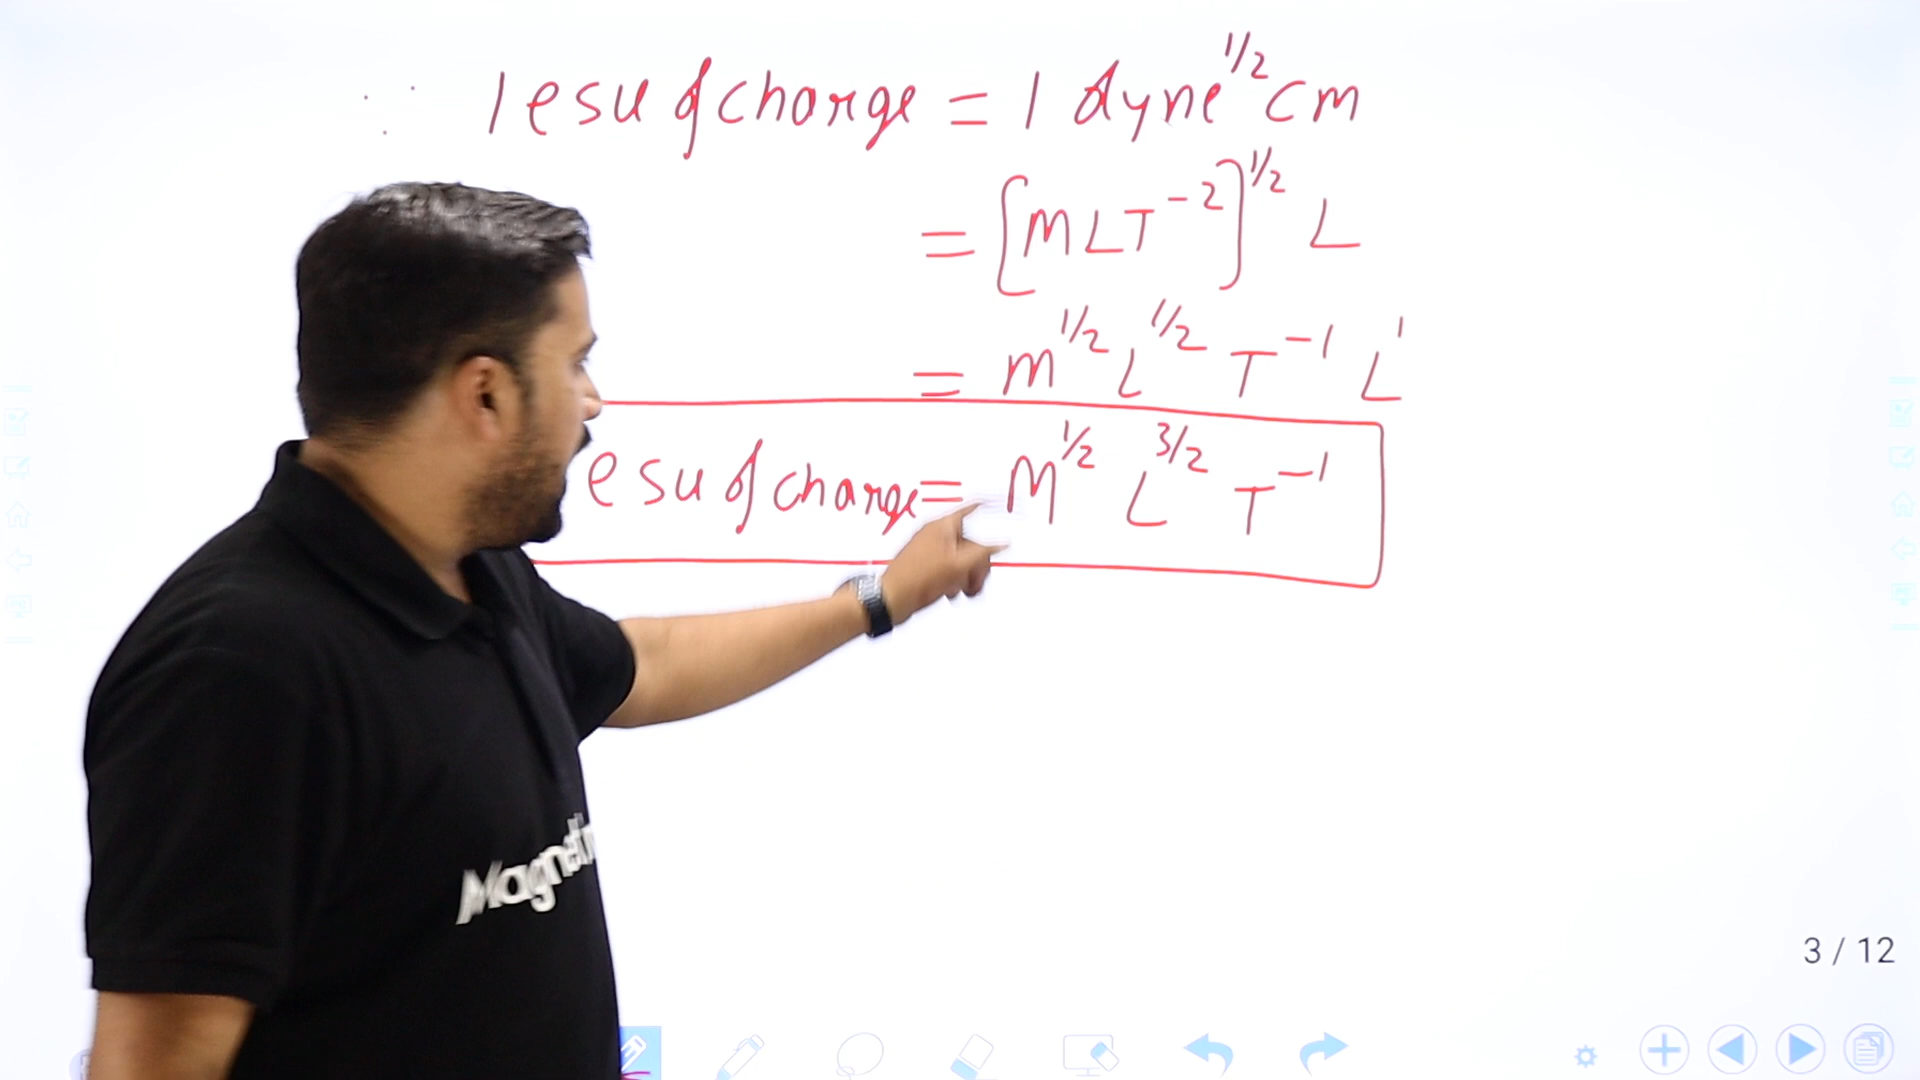 ∵ 1 esu of charge = 1 dyne^1/2 cm
= [MLT^-2]^1/2 L
= M^1/2 L^1/2 T^-1 L^1
esu of charge = M^1/2 L^3/2 T^-1
3 / 12